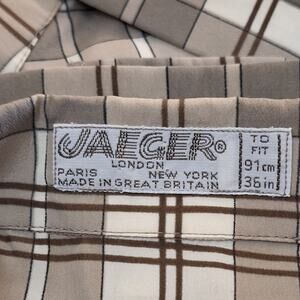 JAEGER®
LONDON
PARIS NEW YORK
MADE IN GREAT BRITAIN
TO
FIT
91cm
36in